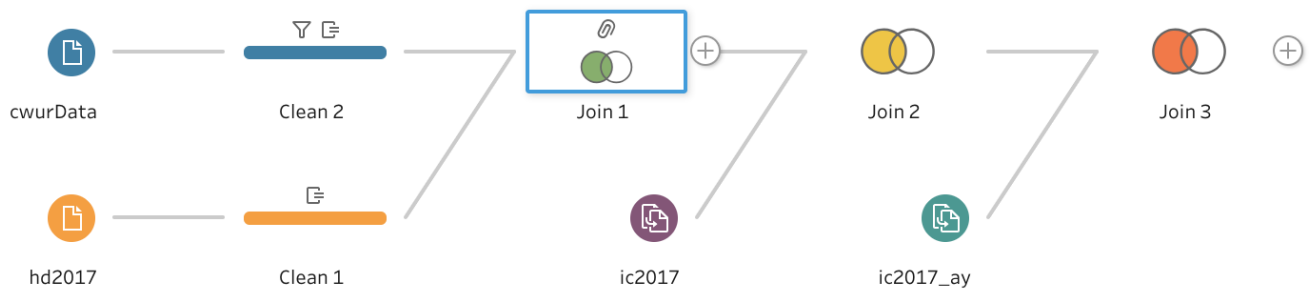 cwurData
Clean 2
Join 1
Join 2
Join 3
hd2017
Clean 1
ic2017
ic2017_ay